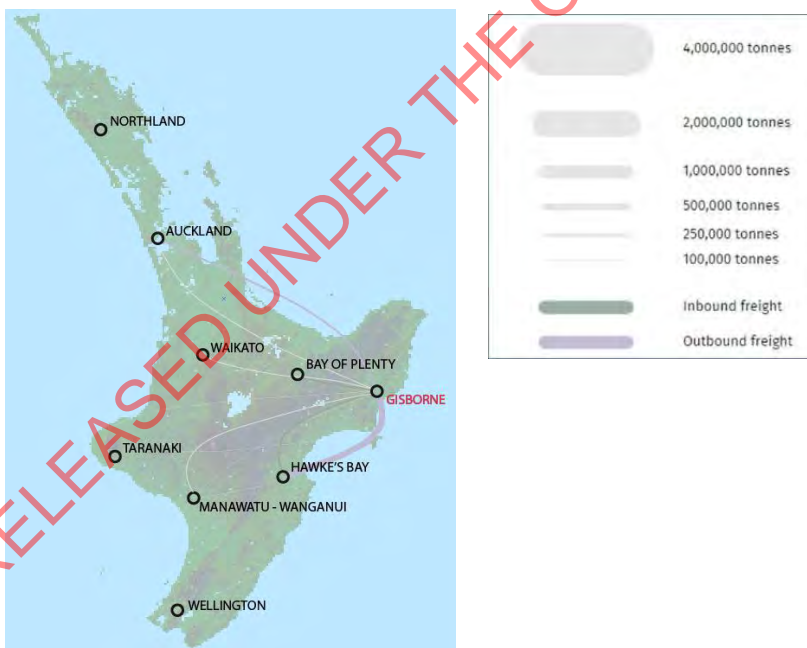 RELEASED UNDER THE O
NORTHLAND
AUCKLAND
WAIKATO
BAY OF PLENTY
GISBORNE
TARANAKI
HAWKE'S BAY
MANAWATU - WANGANUI
WELLINGTON
4,000,000 tonnes
2,000,000 tonnes
1,000,000 tonnes
500,000 tonnes
250,000 tonnes
100,000 tonnes
Inbound freight
Outbound freight